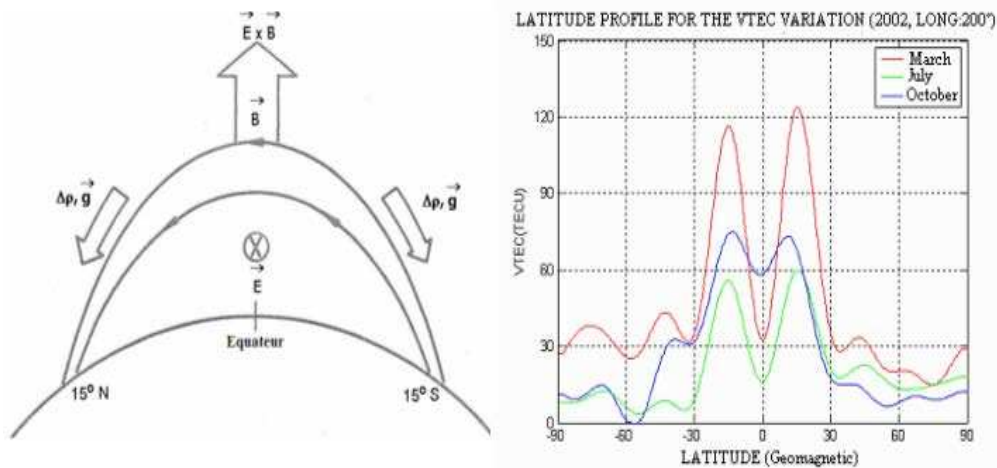 E x B
B
Δρ, g
Δρ, g
E
Equateur
15° N
15° S
LATITUDE PROFILE FOR THE VTEC VARIATION (2002, LONG:200°)
March
July
October
VTEC(TECU)
150
120
90
60
30
0
-90
-60
-30
0
30
60
90
LATITUDE (Geomagnetic)